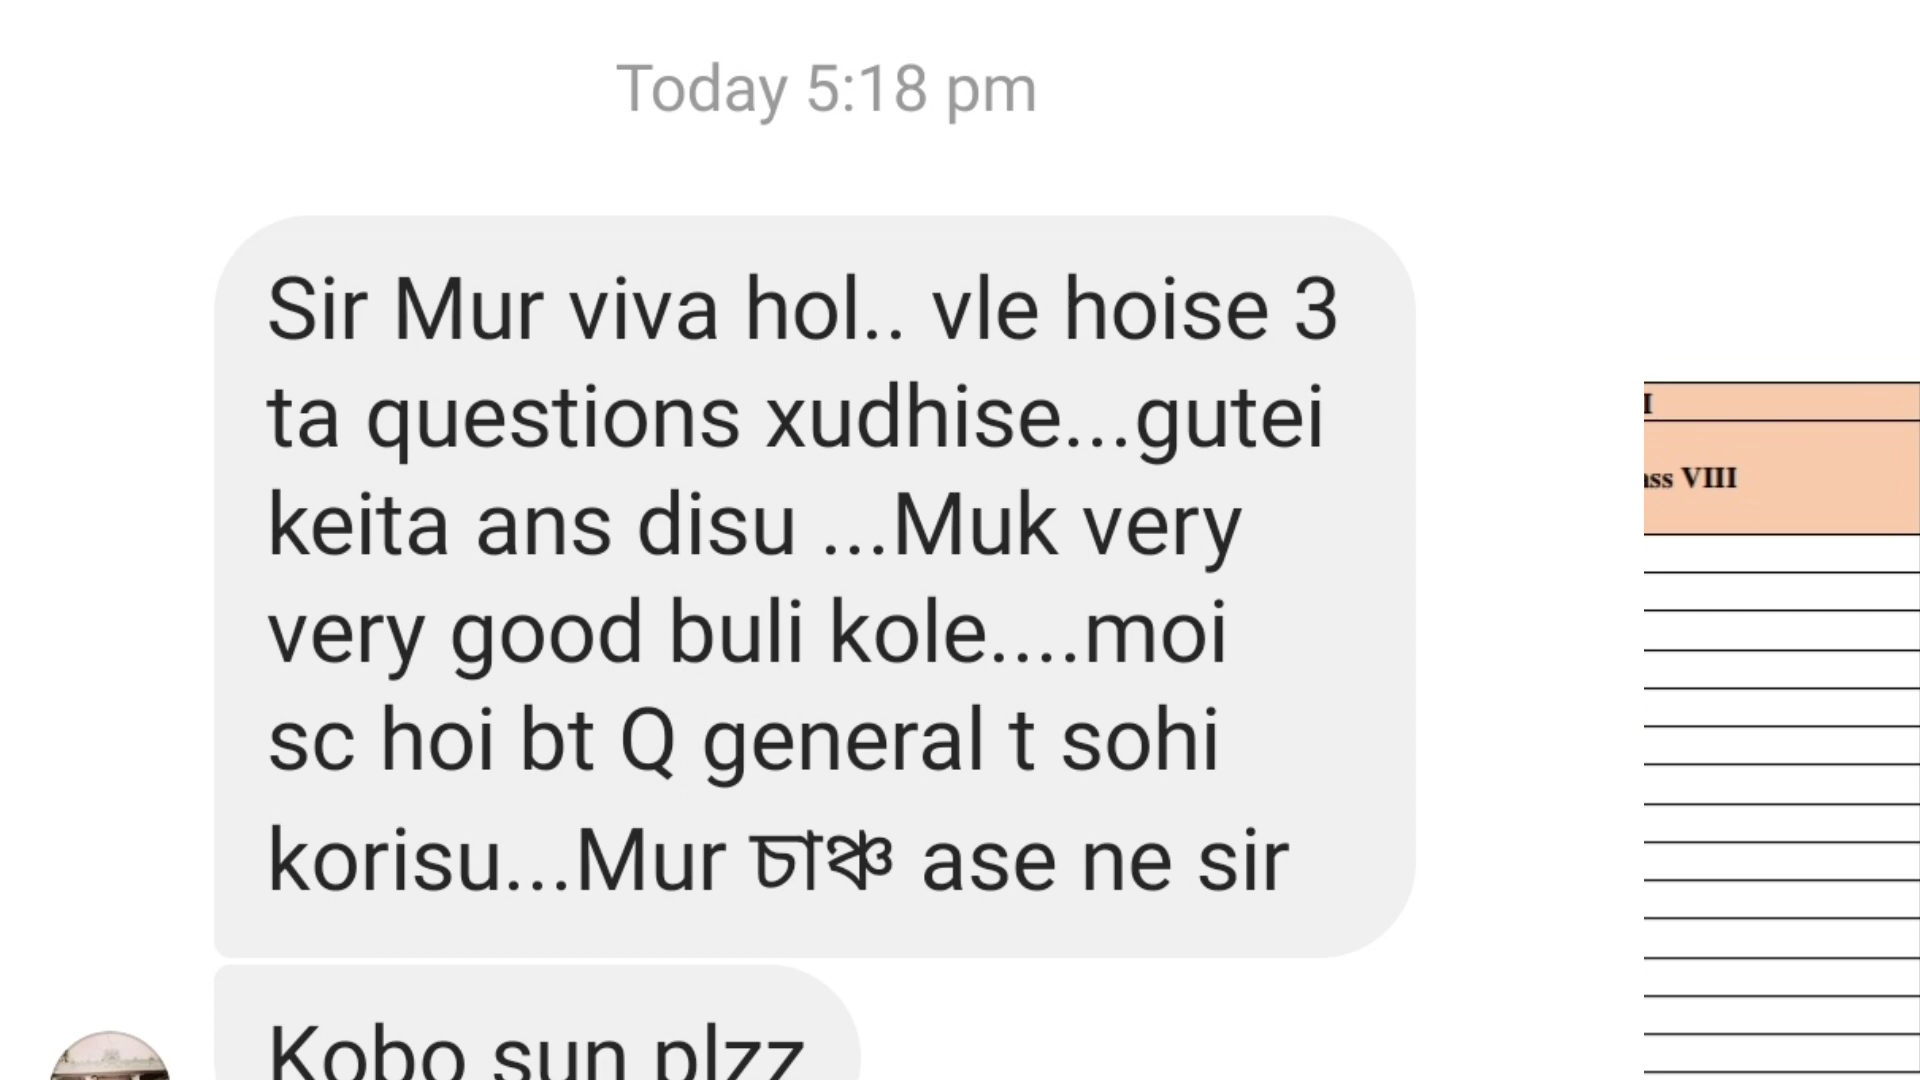 Today 5:18 pm
Sir Mur viva hol.. vle hoise 3
ta questions xudhise...gutei
keita ans disu ...Muk very
very good buli kole....moi
sc hoi bt Q general t sohi
korisu...Mur চাঞ্চ ase ne sir
Kobo sun plzz
VIII